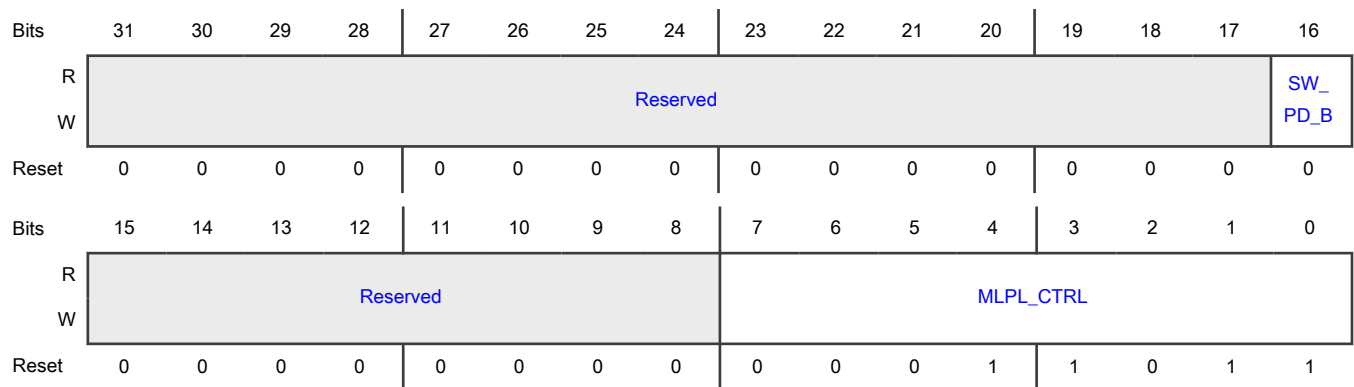 Bits 31 30 29 28 27 26 25 24 23 22 21 20 19 18 17 16
R
Reserved
SW_
PD_B
W
Reset 0 0 0 0 0 0 0 0 0 0 0 0 0 0 0 0
Bits 15 14 13 12 11 10 9 8 7 6 5 4 3 2 1 0
R
Reserved MLPL_CTRL
W
Reset 0 0 0 0 0 0 0 0 0 0 0 1 1 0 1 1